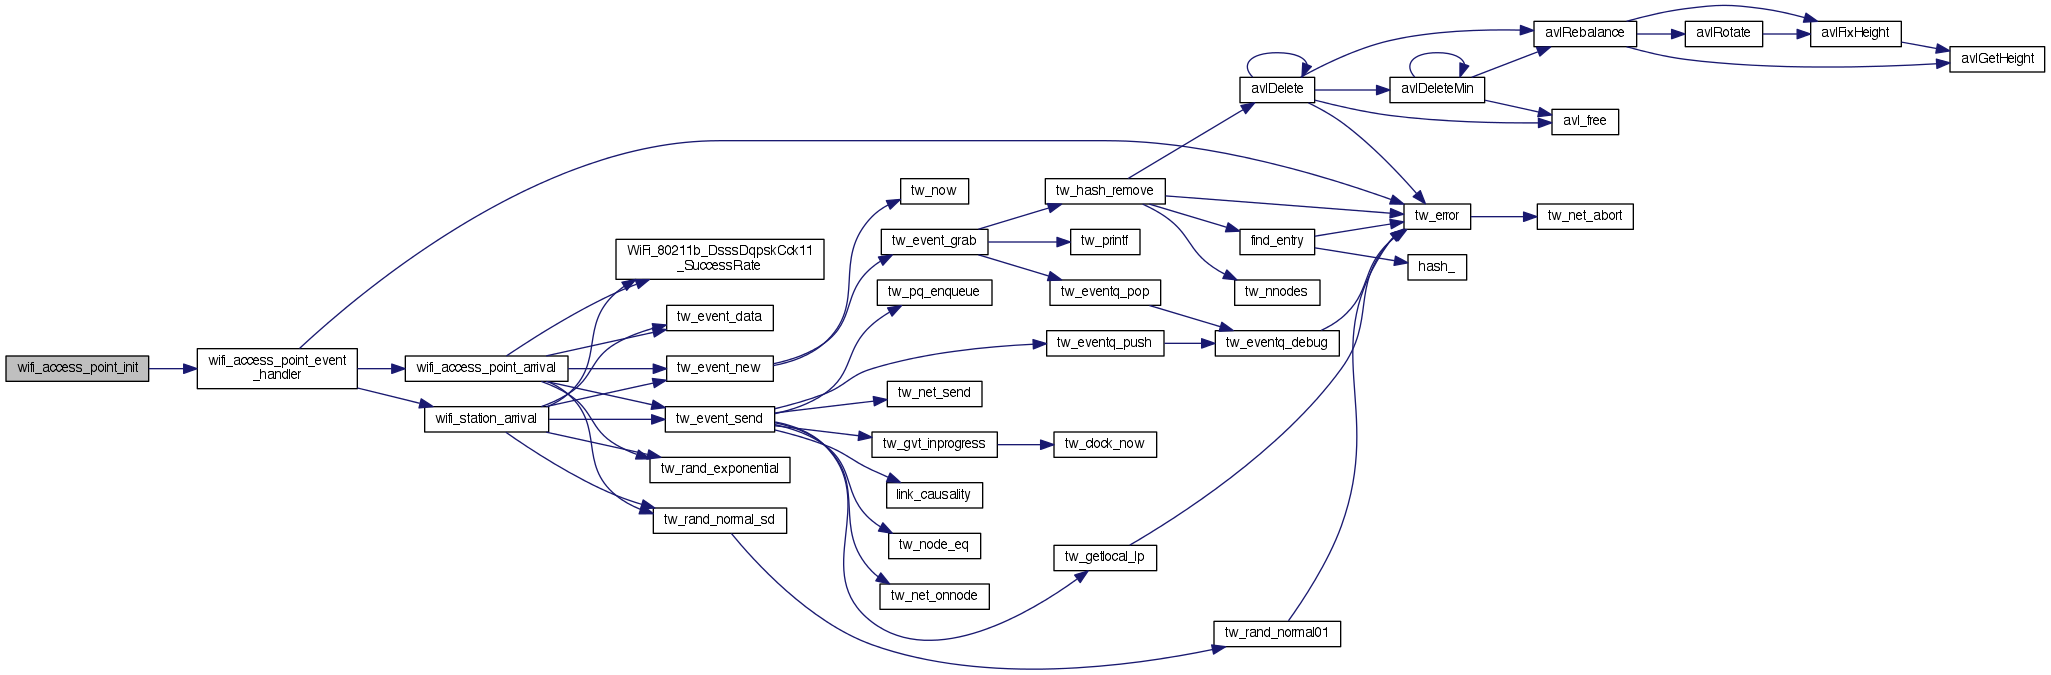 wifi_access_point_init
wifi_access_point_event
_handler
wifi_access_point_arrival
wifi_station_arrival
WiFi_80211b_DsssDqpskCck11
_SuccessRate
tw_event_data
tw_event_new
tw_event_send
tw_rand_exponential
tw_rand_normal_sd
tw_now
tw_event_grab
tw_pq_enqueue
tw_net_send
tw_gvt_inprogress
link_causality
tw_node_eq
tw_net_onnode
tw_hash_remove
tw_printf
tw_eventq_pop
tw_eventq_push
tw_clock_now
tw_getlocal_lp
avlDelete
find_entry
tw_nnodes
tw_eventq_debug
tw_rand_normal01
avlDeleteMin
tw_error
hash_
avlRebalance
avl_free
tw_net_abort
avlRotate
avlFixHeight
avlGetHeight